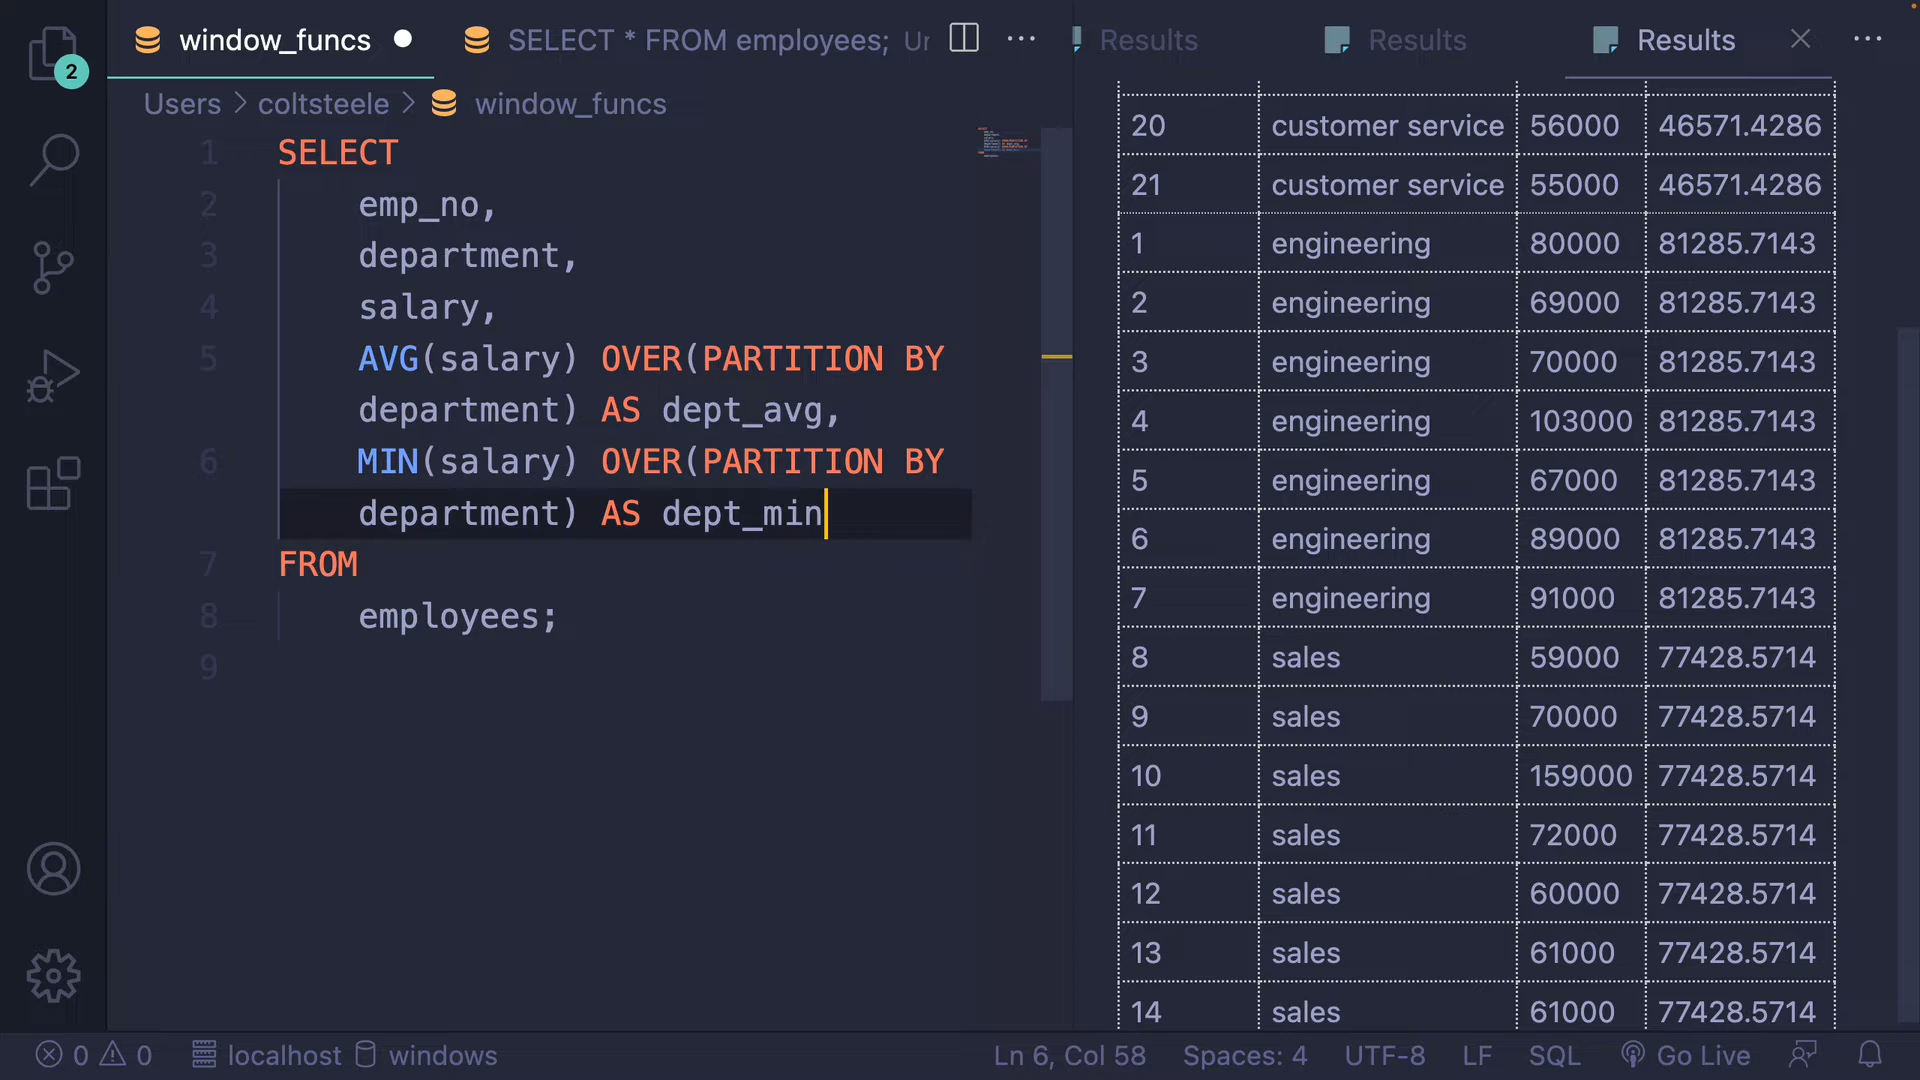 window_funcs
SELECT * FROM employees; Ur
Results
Results
Results
2
Users > coltsteele > window_funcs
1 SELECT
2 emp_no,
3 department,
4 salary,
5 AVG(salary) OVER(PARTITION BY
department) AS dept_avg,
6 MIN(salary) OVER(PARTITION BY
department) AS dept_min
7 FROM
8 employees;
9
20 customer service 56000 46571.4286
21 customer service 55000 46571.4286
1 engineering 80000 81285.7143
2 engineering 69000 81285.7143
3 engineering 70000 81285.7143
4 engineering 103000 81285.7143
5 engineering 67000 81285.7143
6 engineering 89000 81285.7143
7 engineering 91000 81285.7143
8 sales 59000 77428.5714
9 sales 70000 77428.5714
10 sales 159000 77428.5714
11 sales 72000 77428.5714
12 sales 60000 77428.5714
13 sales 61000 77428.5714
14 sales 61000 77428.5714
0 0 localhost windows Ln 6, Col 58 Spaces: 4 UTF-8 LF SQL Go Live